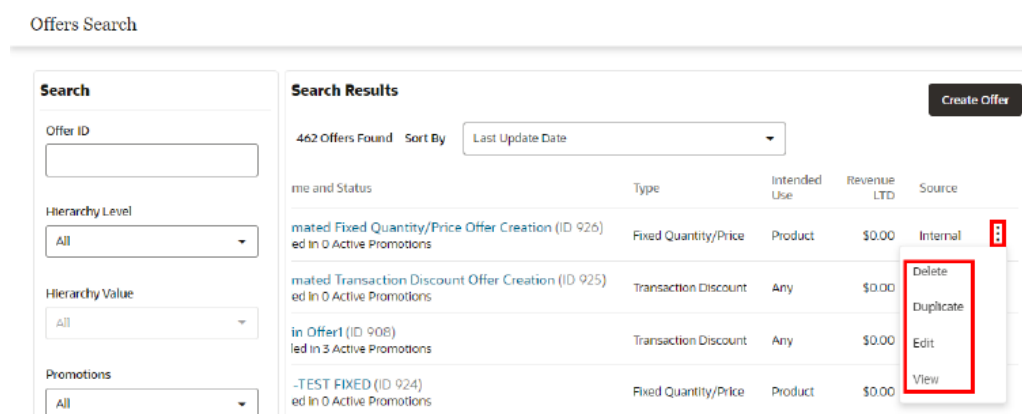 Offers Search
Search
Offer ID
Hierarchy Level
All
Hierarchy Value
All
Promotions
All
Search Results
Create Offer
462 Offers Found Sort By Last Update Date
me and Status Type Intended Use Revenue LTD Source
mated Fixed Quantity/Price Offer Creation (ID 926)
ed in 0 Active Promotions
Fixed Quantity/Price Product $0.00 Internal
mated Transaction Discount Offer Creation (ID 925)
ed in 0 Active Promotions
Transaction Discount Any $0.00
in Offer1 (ID 908)
led in 3 Active Promotions
Transaction Discount Any $0.00
-TEST FIXED (ID 924)
ed in 0 Active Promotions
Fixed Quantity/Price Product $0.00
Delete
Duplicate
Edit
View